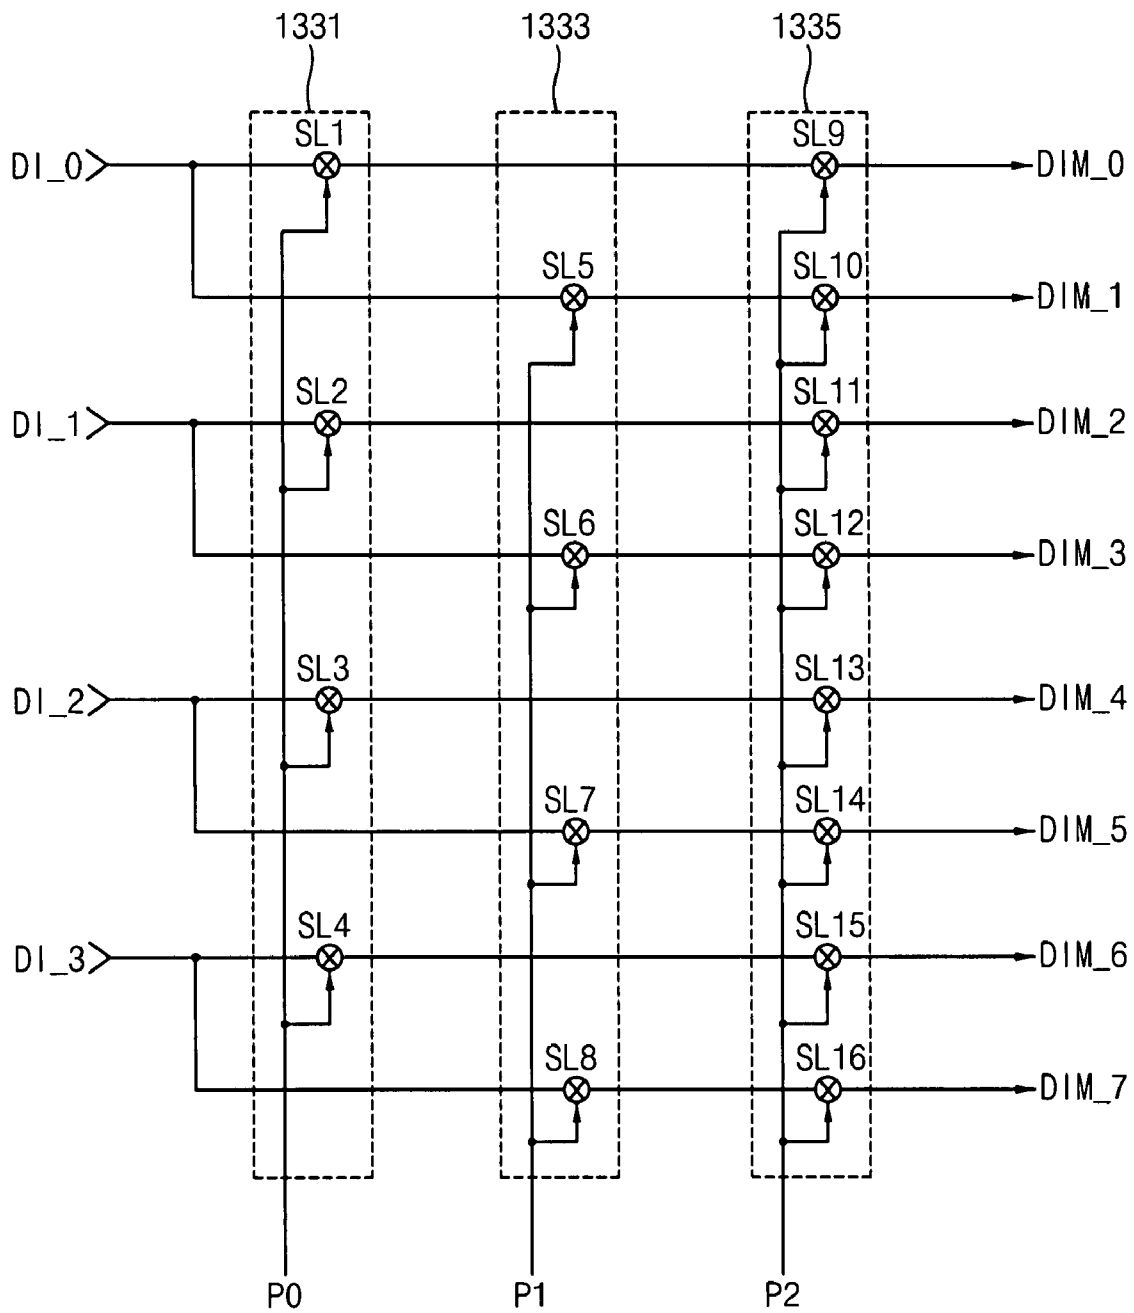 1331 1333 1335
SL1 SL9
DI_0 DIM_0
SL5 SL10
DIM_1
SL2 SL11
DI_1 DIM_2
SL6 SL12
DIM_3
SL3 SL13
DI_2 DIM_4
SL7 SL14
DIM_5
SL4 SL15
DI_3 DIM_6
SL8 SL16
DIM_7
P0 P1 P2